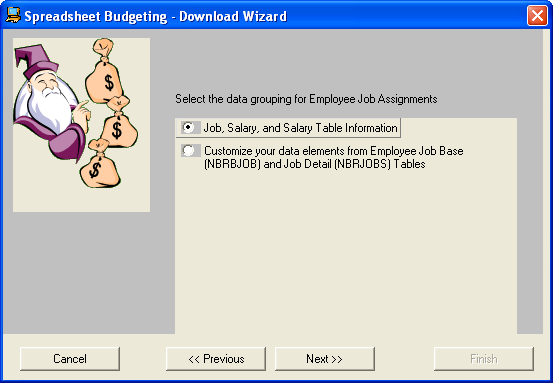 Spreadsheet Budgeting - Download Wizard
$
$
$
Select the data grouping for Employee Job Assignments
Job, Salary, and Salary Table Information
Customize your data elements from Employee Job Base
(NBRBJOB) and Job Detail (NBRJOBS) Tables
Cancel
<< Previous
Next >>
Finish